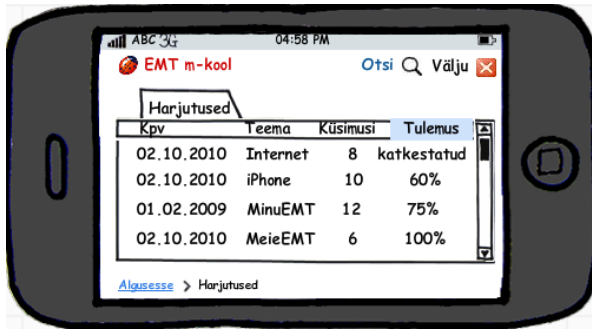 ABC 3G 04:58 PM
EMT m-kool Otsi Välju
Harjutused
Kpv Teema Küsimusi Tulemus
02.10.2010 Internet 8 katkestatud
02.10.2010 iPhone 10 60%
01.02.2009 MinuEMT 12 75%
02.10.2010 MeieEMT 6 100%
Algusesse > Harjutused